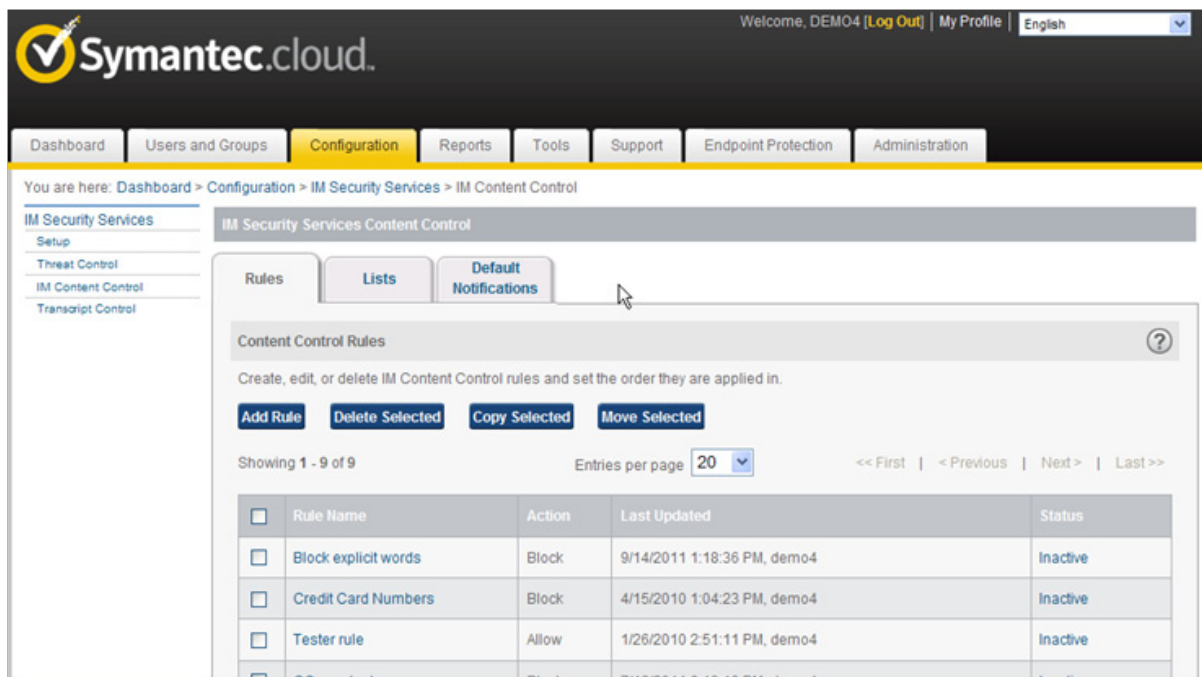 Welcome, DEMO4 [Log Out] | My Profile | English
Symantec.cloud.
Dashboard Users and Groups Configuration Reports Tools Support Endpoint Protection Administration
You are here: Dashboard > Configuration > IM Security Services > IM Content Control
IM Security Services
Setup
Threat Control
IM Content Control
Transcript Control
IM Security Services Content Control
Rules Lists Default Notifications
Content Control Rules ?
Create, edit, or delete IM Content Control rules and set the order they are applied in.
Add Rule Delete Selected Copy Selected Move Selected
Showing 1 - 9 of 9 Entries per page 20 << First | < Previous | Next > | Last >>
Rule Name Action Last Updated Status
Block explicit words Block 9/14/2011 1:18:36 PM, demo4 Inactive
Credit Card Numbers Block 4/15/2010 1:04:23 PM, demo4 Inactive
Tester rule Allow 1/26/2010 2:51:11 PM, demo4 Inactive